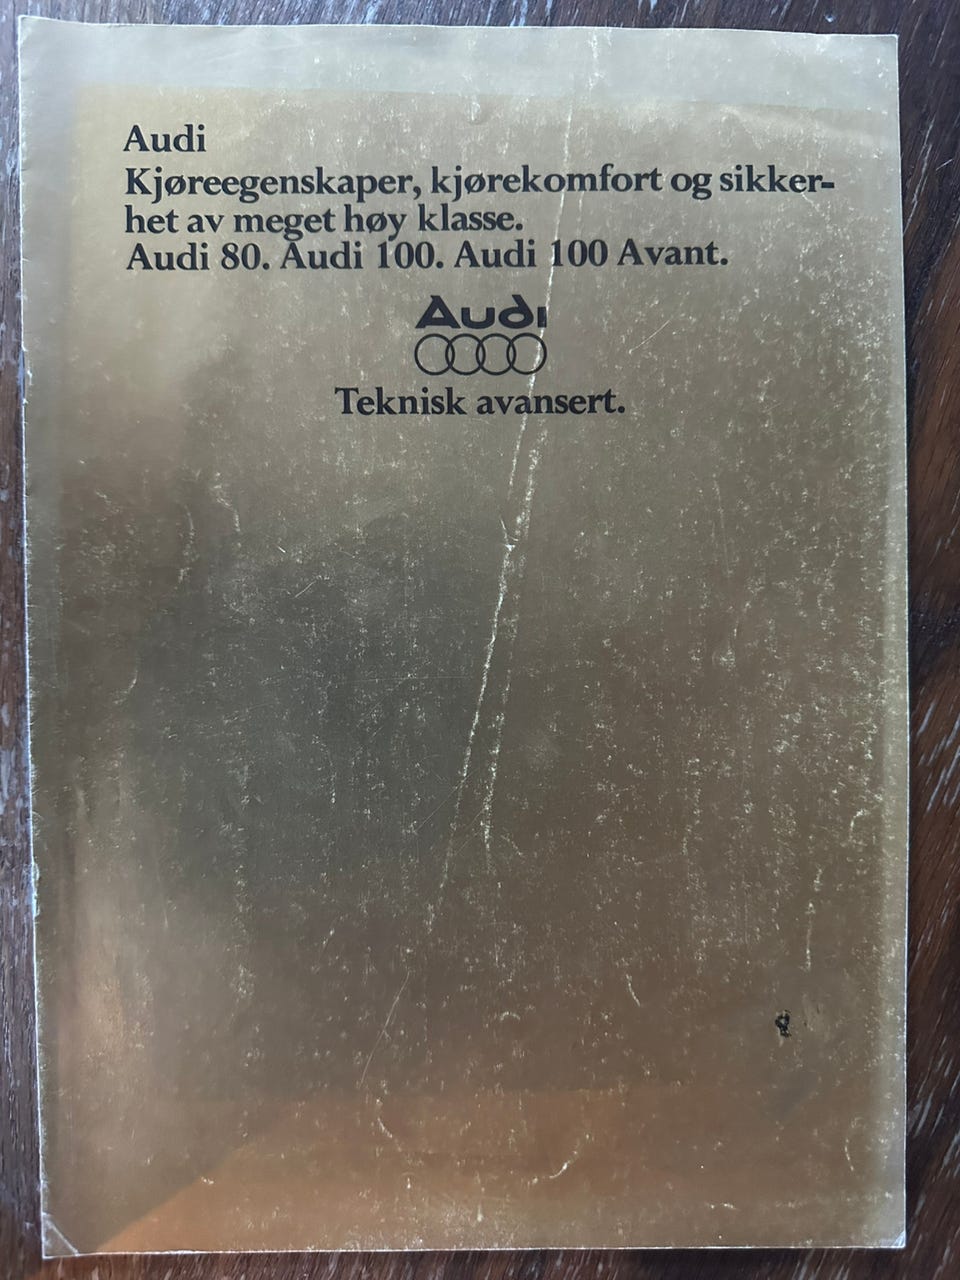 Audi
Kjøreegenskaper, kjørekomfort og sikker-
het av meget høy klasse.
Audi 80. Audi 100. Audi 100 Avant.
Audi
Teknisk avansert.